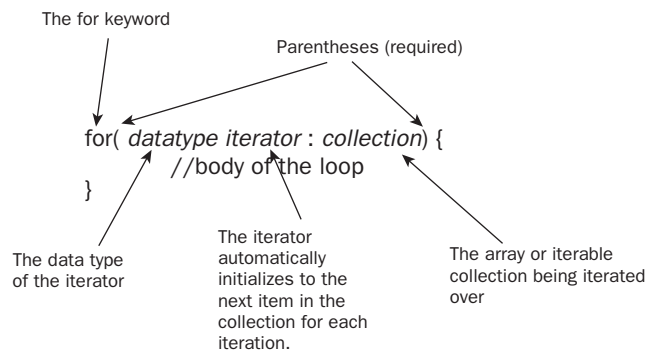 The for keyword
Parentheses (required)
for( datatype iterator : collection) {
//body of the loop
}
The data type
of the iterator
The iterator
automatically
initializes to the
next item in the
collection for each
iteration.
The array or iterable
collection being iterated
over